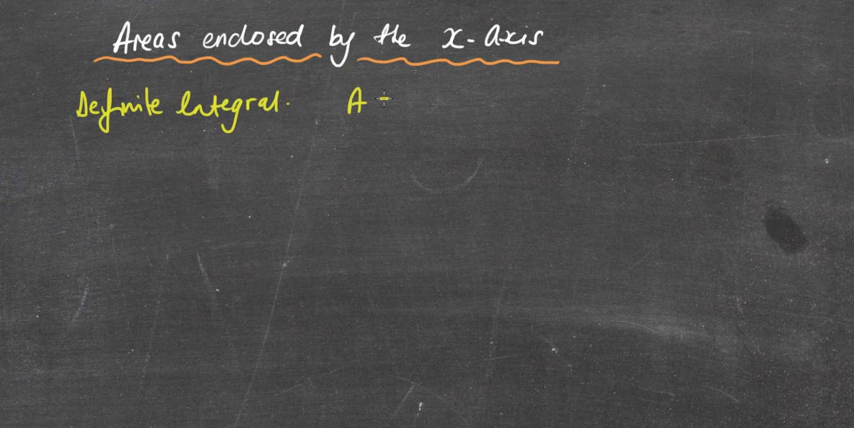 Areas enclosed by the x-axis
Definite Integral. A =